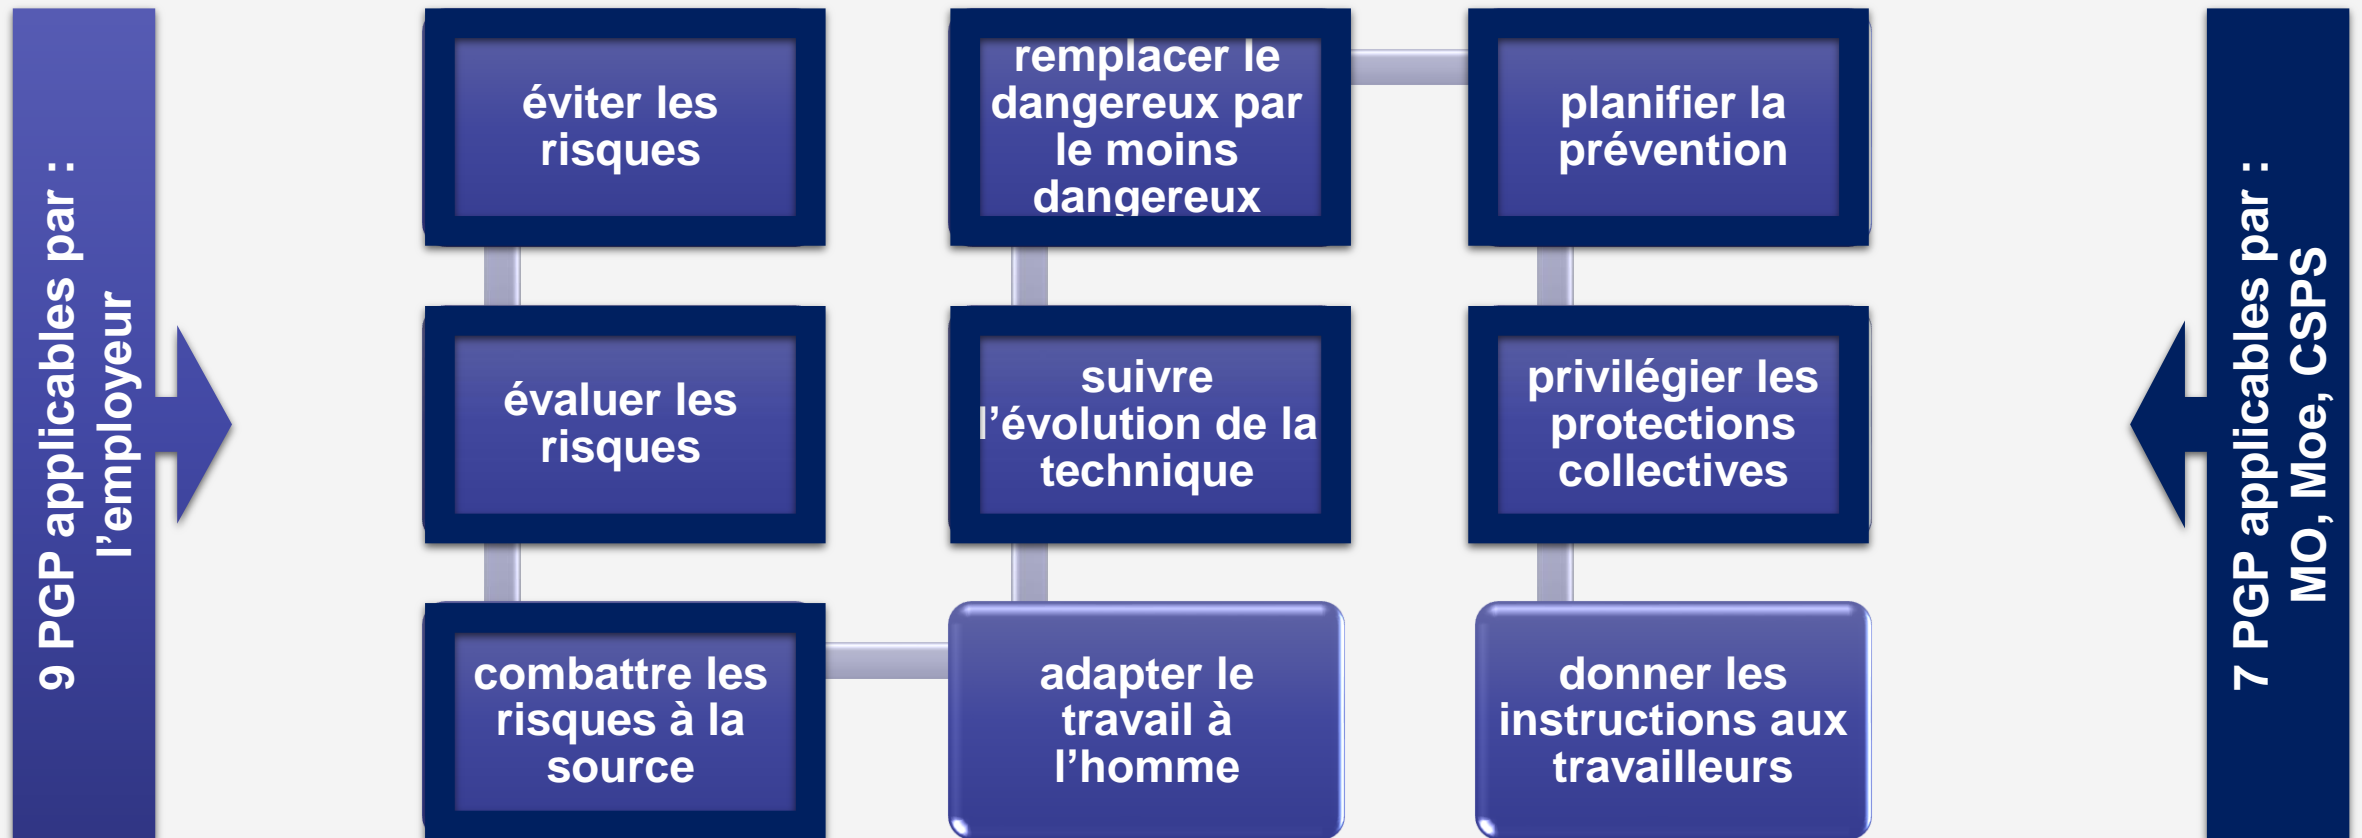 9 PGP applicables par :
l’employeur
éviter les
risques
évaluer les
risques
combattre les
risques à la
source
adapter le
travail à
l’homme
suivre
l’évolution de la
technique
remplacer le
dangereux par
le moins
dangereux
planifier la
prévention
privilégier les
protections
collectives
donner les
instructions aux
travailleurs
7 PGP applicables par :
MO, Moe, CSPS